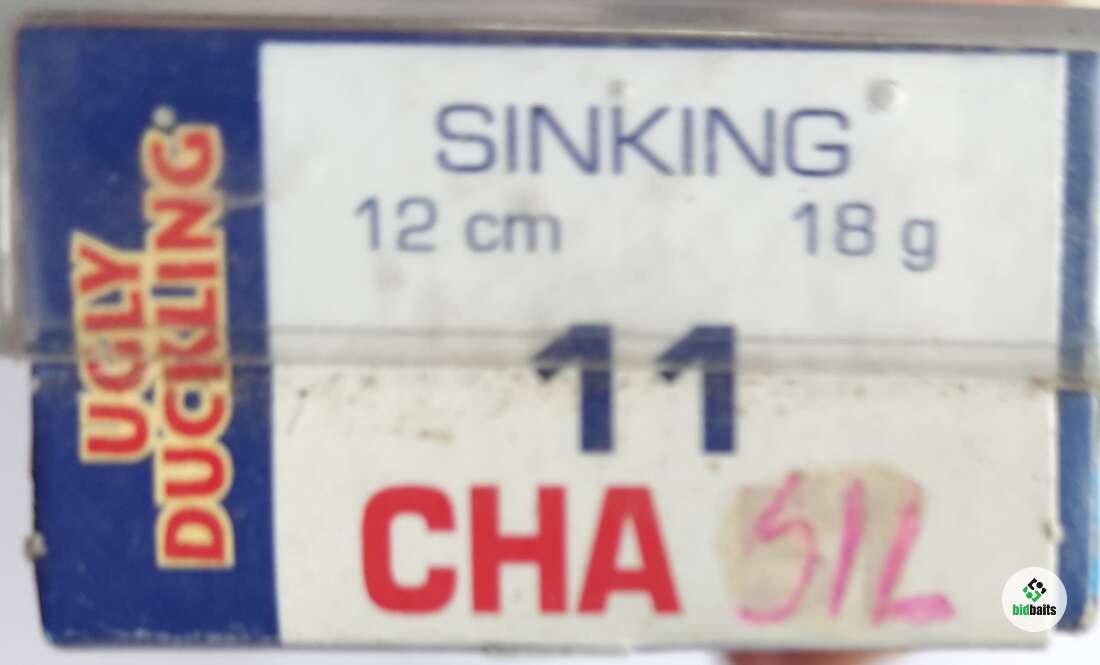 UGLY
DUCKLING
SINKING
12 cm 18 g
11
CHA SIL
bidbaits